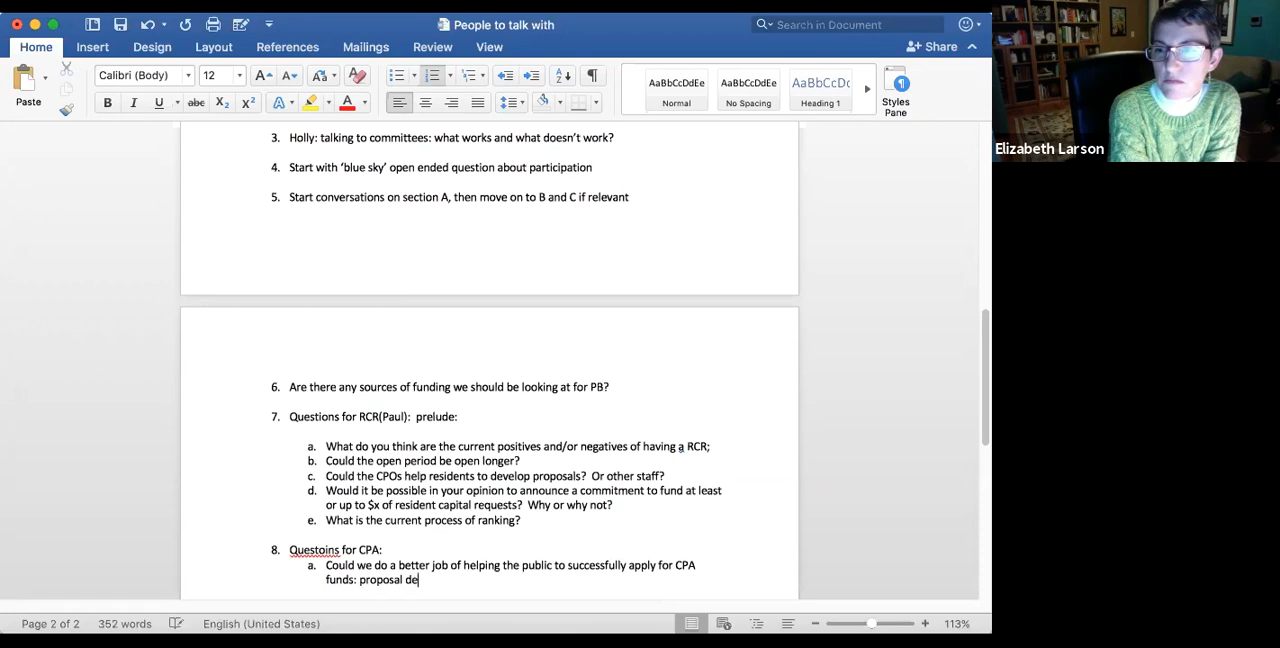 People to talk with
Search in Document
Home Insert Design Layout References Mailings Review View
Share
Paste
Calibri (Body) 12
AaBbCcDdEe AaBbCcDdEe AaBbCcDc
Normal No Spacing Heading 1
Styles
Pane
Elizabeth Larson
3. Holly: talking to committees: what works and what doesn’t work?
4. Start with ‘blue sky’ open ended question about participation
5. Start conversations on section A, then move on to B and C if relevant
6. Are there any sources of funding we should be looking at for PB?
7. Questions for RCR(Paul): prelude:
a. What do you think are the current positives and/or negatives of having a RCR;
b. Could the open period be open longer?
c. Could the CPOs help residents to develop proposals? Or other staff?
d. Would it be possible in your opinion to announce a commitment to fund at least
or up to $x of resident capital requests? Why or why not?
e. What is the current process of ranking?
8. Questoins for CPA:
a. Could we do a better job of helping the public to successfully apply for CPA
funds: proposal de
Page 2 of 2 352 words English (United States) 113%